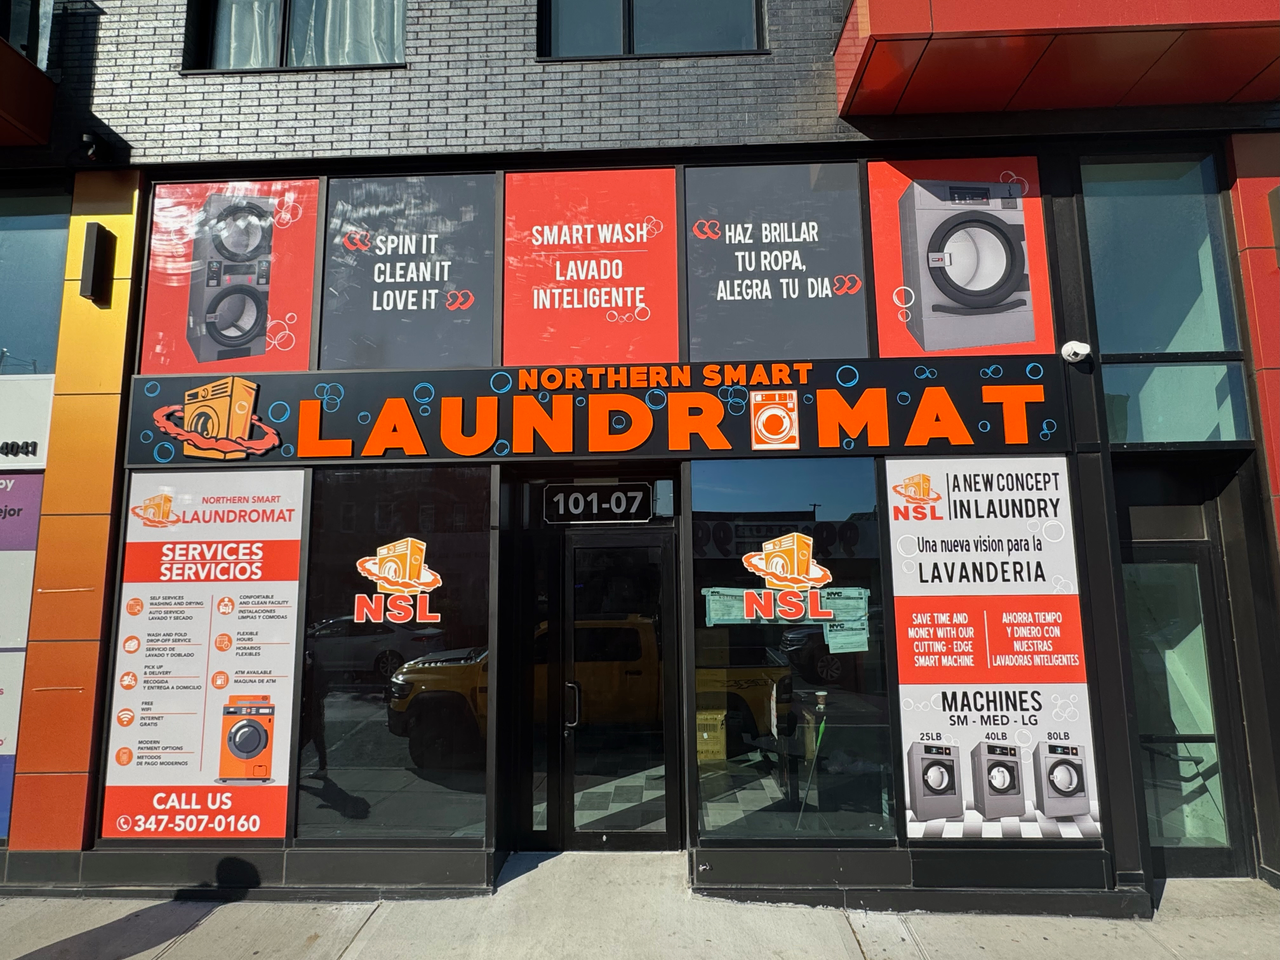 SPIN IT
CLEAN IT
LOVE IT
SMART WASH
LAVADO
INTELIGENTE
HAZ BRILLAR
TU ROPA,
ALEGRA TU DIA
NORTHERN SMART
LAUNDROMAT
4041
ejor
101-07
NORTHERN SMART
LAUNDROMAT
SERVICES
SERVICIOS
SELF SERVICES
WASHING AND DRYING
AUTO SERVICIO
LAVADO Y SECADO
WASH AND FOLD
DROP-OFF SERVICE
SERVICIO DE
LAVADO Y DOBLADO
PICK UP
& DELIVERY
RECOGIDA
Y ENTREGA A DOMICILIO
FREE
WIFI
INTERNET
GRATIS
MODERN
PAYMENT OPTIONS
METODOS
DE PAGO MODERNOS
CONFORTABLE
AND CLEAN FACILITY
INSTALACIONES
LIMPIAS Y COMODAS
FLEXIBLE
HOURS
HORARIOS
FLEXIBLES
ATM AVAILABLE
MAQUINA DE ATM
CALL US
347-507-0160
NSL
NSL
NYC
NYC
NSL
A NEW CONCEPT
IN LAUNDRY
Una nueva vision para la
LAVANDERIA
SAVE TIME AND
MONEY WITH OUR
CUTTING - EDGE
SMART MACHINE
AHORRA TIEMPO
Y DINERO CON
NUESTRAS
LAVADORAS INTELIGENTES
MACHINES
SM - MED - LG
25LB 40LB 80LB